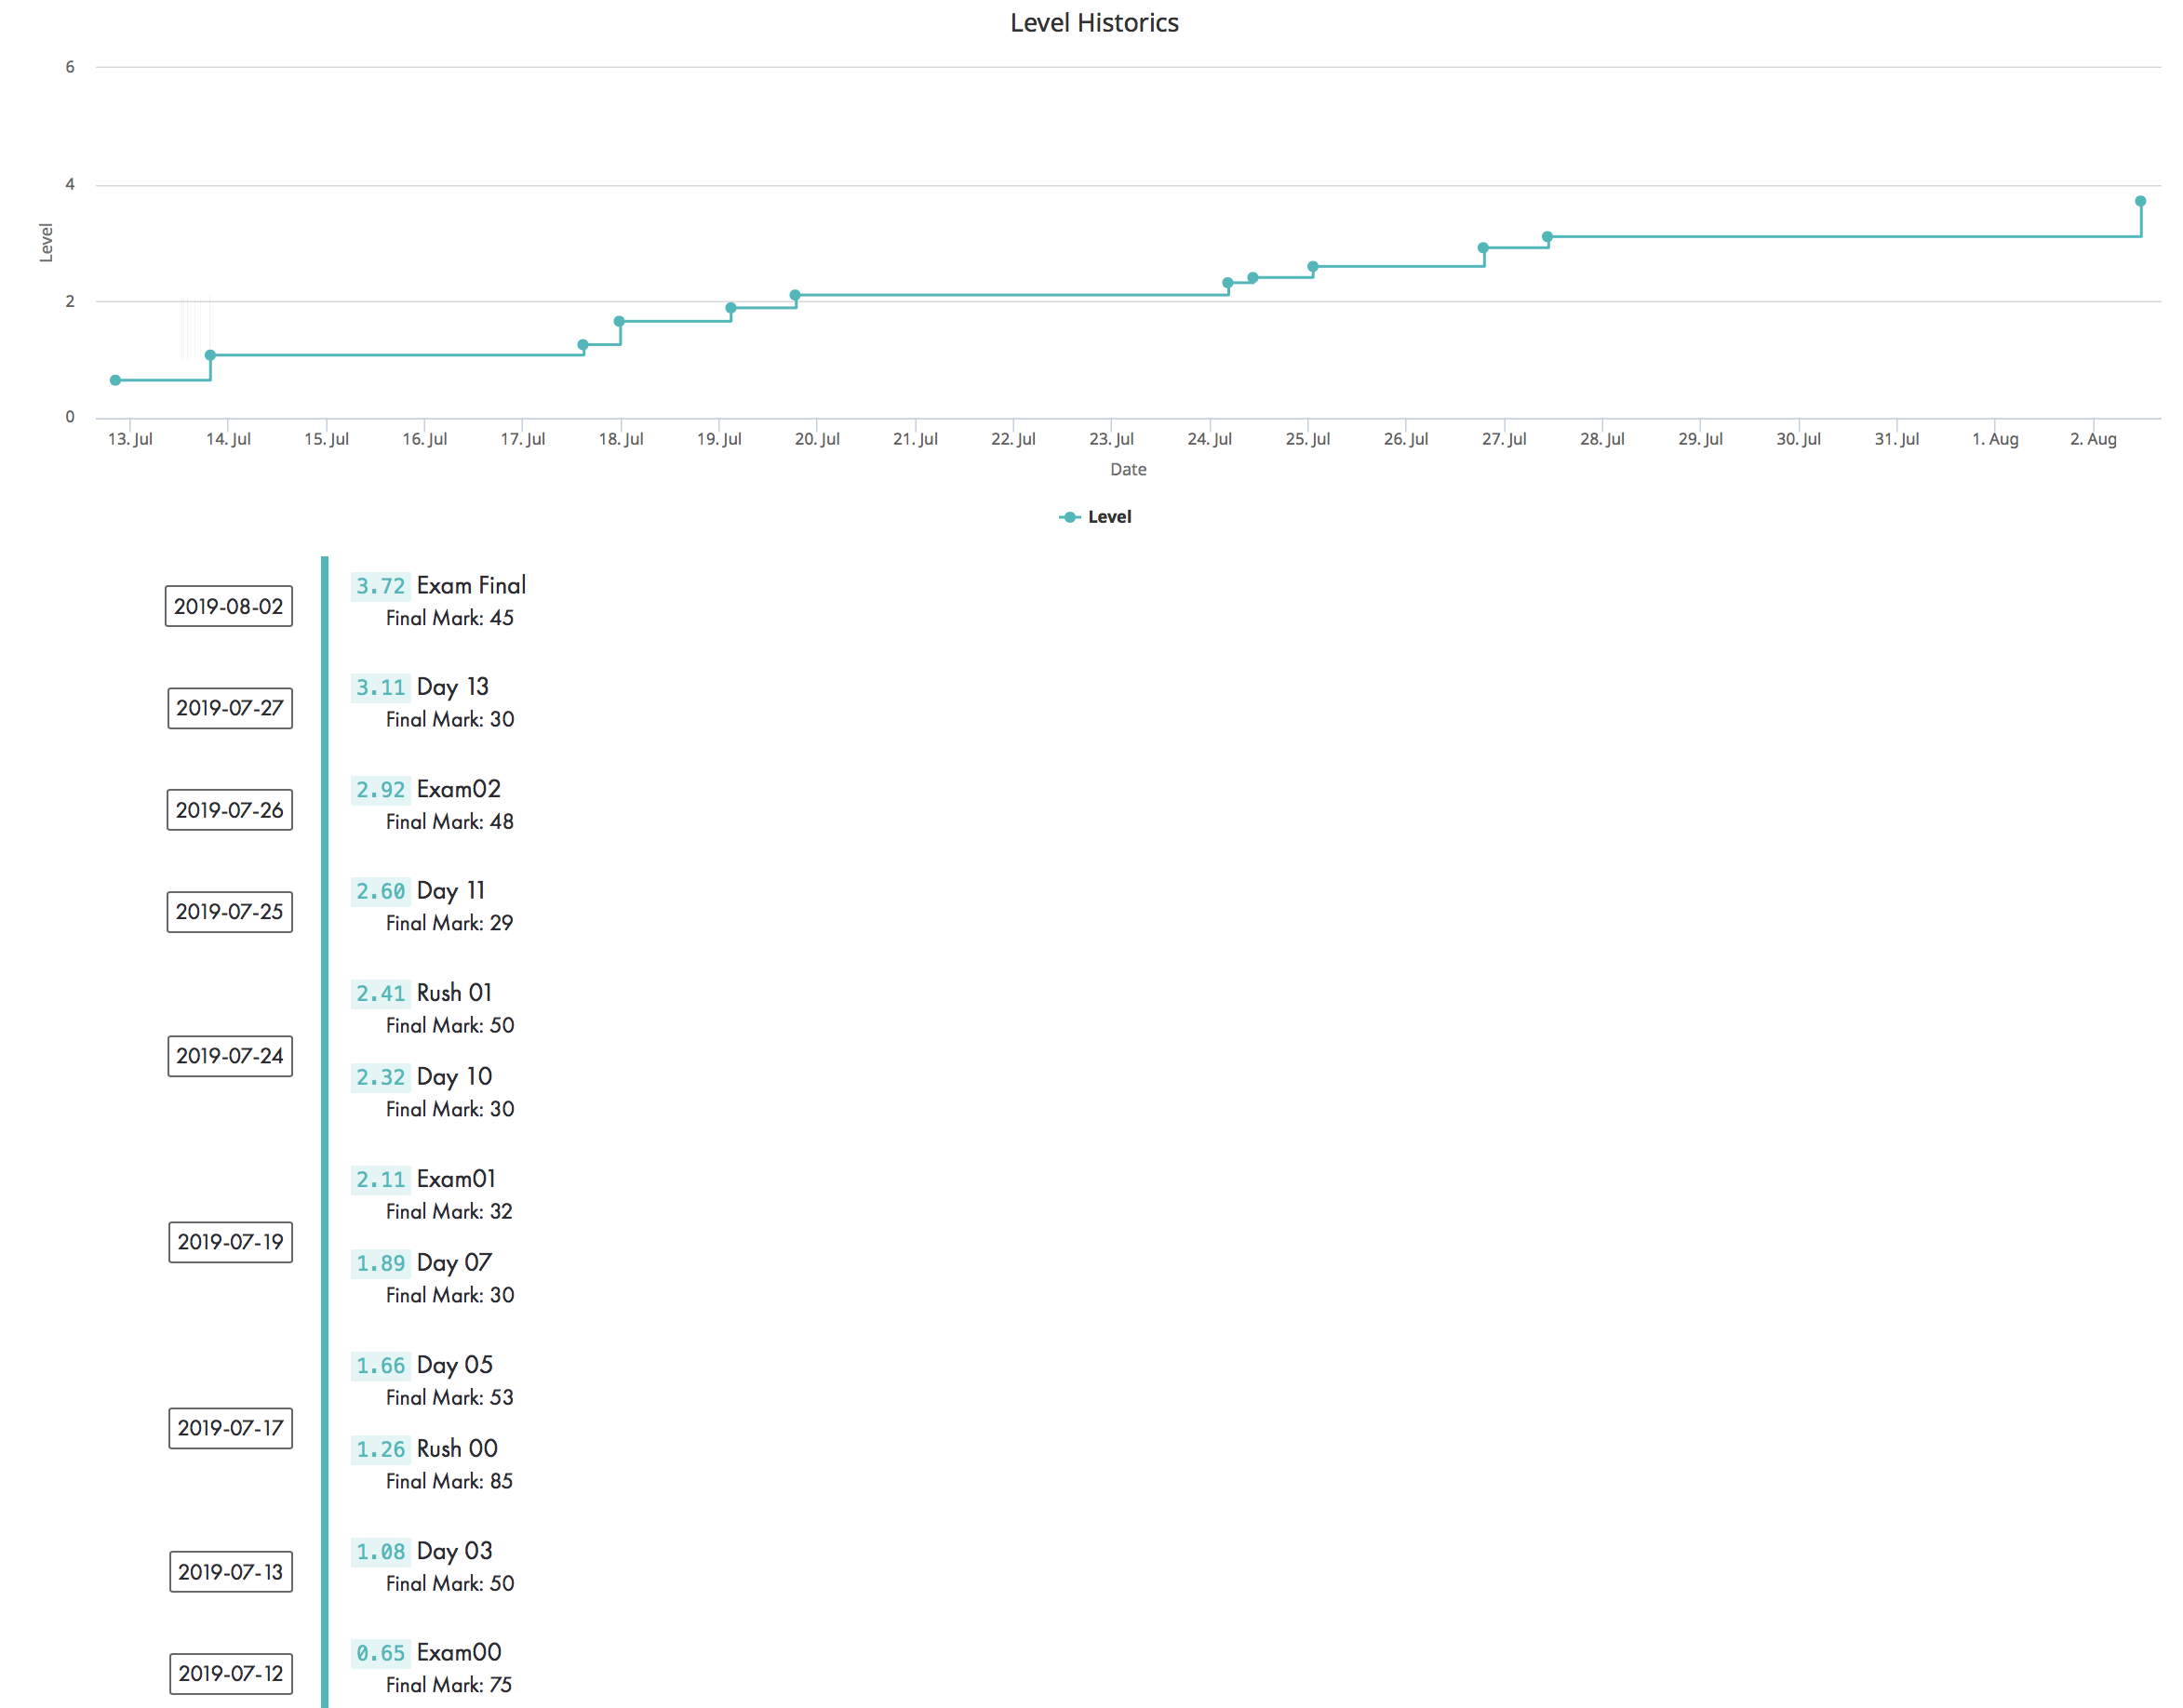 Level Historics
6
4
2
0
Level
13. Jul 14. Jul 15. Jul 16. Jul 17. Jul 18. Jul 19. Jul 20. Jul 21. Jul 22. Jul 23. Jul 24. Jul 25. Jul 26. Jul 27. Jul 28. Jul 29. Jul 30. Jul 31. Jul 1. Aug 2. Aug
Date
Level
2019-08-02
3.72 Exam Final
Final Mark: 45
2019-07-27
3.11 Day 13
Final Mark: 30
2019-07-26
2.92 Exam02
Final Mark: 48
2019-07-25
2.60 Day 11
Final Mark: 29
2019-07-24
2.41 Rush 01
Final Mark: 50
2.32 Day 10
Final Mark: 30
2019-07-19
2.11 Exam01
Final Mark: 32
1.89 Day 07
Final Mark: 30
2019-07-17
1.66 Day 05
Final Mark: 53
1.26 Rush 00
Final Mark: 85
2019-07-13
1.08 Day 03
Final Mark: 50
2019-07-12
0.65 Exam00
Final Mark: 75